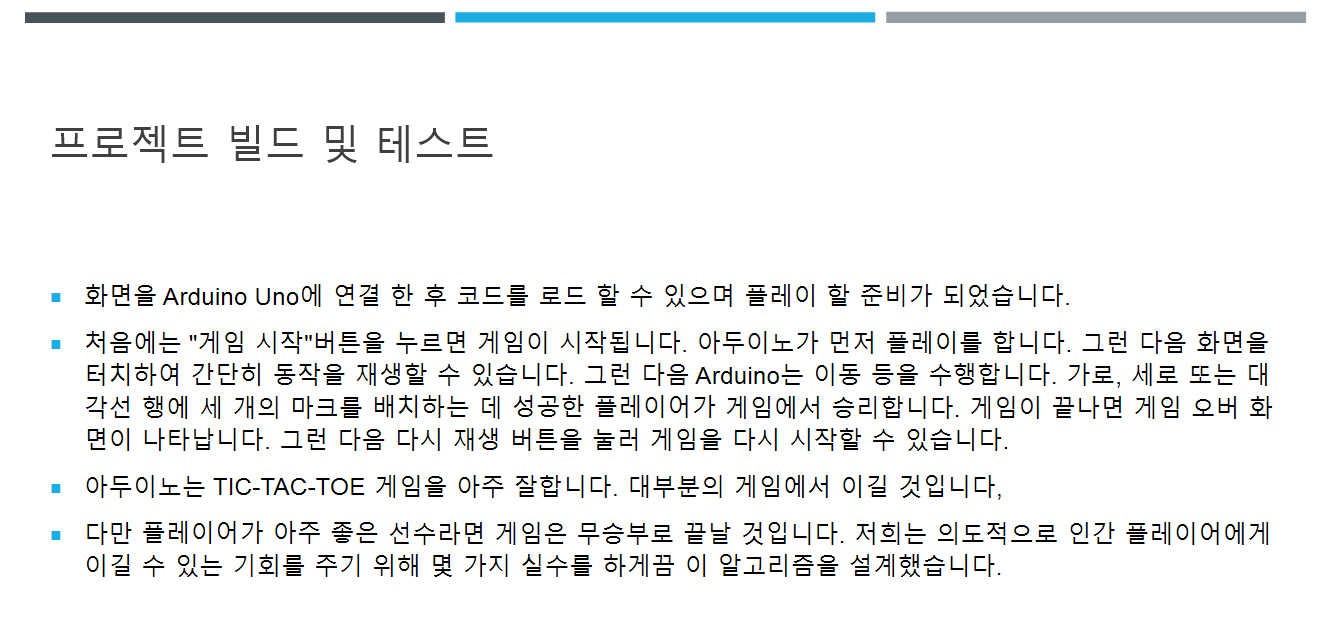 프로젝트 빌드 및 테스트
화면을 Arduino Uno에 연결 한 후 코드를 로드 할 수 있으며 플레이 할 준비가 되었습니다.
처음에는 "게임 시작"버튼을 누르면 게임이 시작됩니다. 아두이노가 먼저 플레이를 합니다. 그런 다음 화면을
터치하여 간단히 동작을 재생할 수 있습니다. 그런 다음 Arduino는 이동 등을 수행합니다. 가로, 세로 또는 대
각선 행에 세 개의 마크를 배치하는 데 성공한 플레이어가 게임에서 승리합니다. 게임이 끝나면 게임 오버 화
면이 나타납니다. 그런 다음 다시 재생 버튼을 눌러 게임을 다시 시작할 수 있습니다.
아두이노는 TIC-TAC-TOE 게임을 아주 잘합니다. 대부분의 게임에서 이길 것입니다,
다만 플레이어가 아주 좋은 선수라면 게임은 무승부로 끝날 것입니다. 저희는 의도적으로 인간 플레이어에게
이길 수 있는 기회를 주기 위해 몇 가지 실수를 하게끔 이 알고리즘을 설계했습니다.